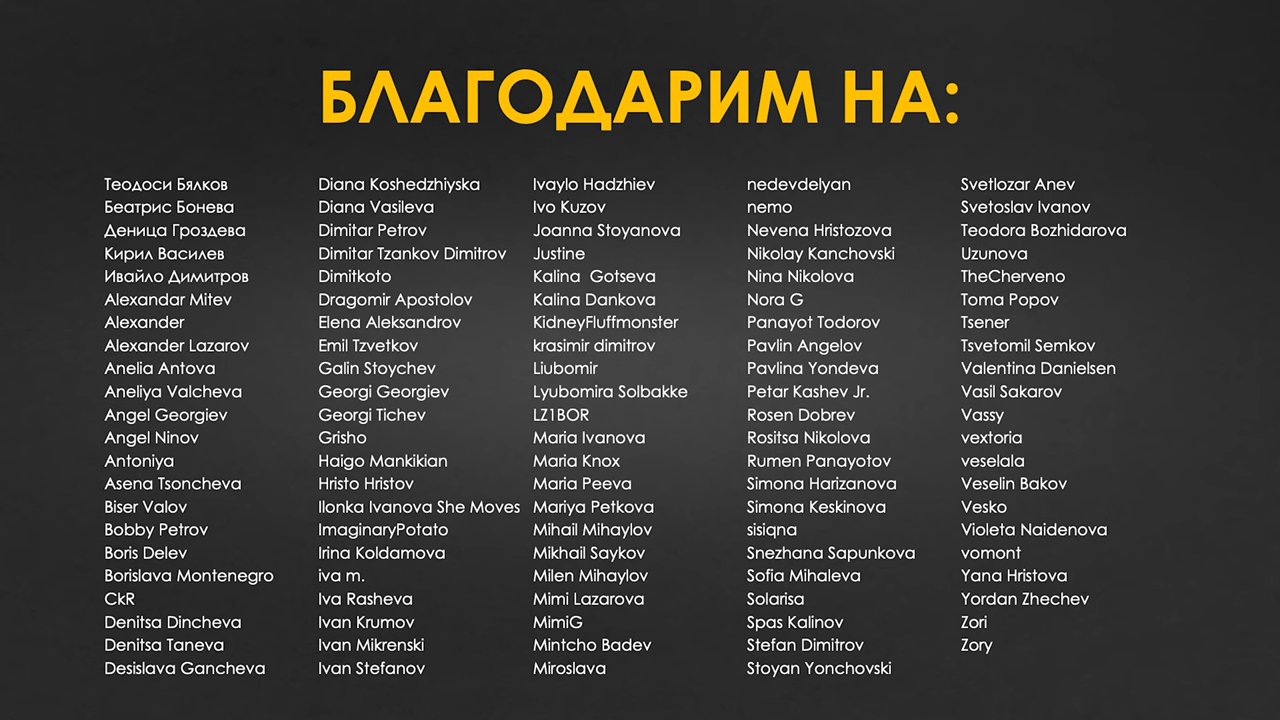 БЛАГОДАРИМ НА:
Теодоси Бялков
Беатрис Бонева
Деница Гроздева
Кирил Василев
Ивайло Димитров
Alexandar Mitev
Alexander
Alexander Lazarov
Anelia Antova
Aneliya Valcheva
Angel Georgiev
Angel Ninov
Antoniya
Asena Tsoncheva
Biser Valov
Bobby Petrov
Boris Delev
Borislava Montenegro
CkR
Denitsa Dincheva
Denitsa Taneva
Desislava Gancheva
Diana Koshedzhiyska
Diana Vasileva
Dimitar Petrov
Dimitar Tzankov Dimitrov
Dimitkoto
Dragomir Apostolov
Elena Aleksandrov
Emil Tzvetkov
Galin Stoychev
Georgi Georgiev
Georgi Tichev
Grisho
Haigo Mankikian
Hristo Hristov
Ilonka Ivanova She Moves
ImaginaryPotato
Irina Koldamova
iva m.
Iva Rasheva
Ivan Krumov
Ivan Mikrenski
Ivan Stefanov
Ivaylo Hadzhiev
Ivo Kuzov
Joanna Stoyanova
Justine
Kalina  Gotseva
Kalina Dankova
KidneyFluffmonster
krasimir dimitrov
Liubomir
Lyubomira Solbakke
LZ1BOR
Maria Ivanova
Maria Knox
Maria Peeva
Mariya Petkova
Mihail Mihaylov
Mikhail Saykov
Milen Mihaylov
Mimi Lazarova
MimiG
Mintcho Badev
Miroslava
nedevdelyan
nemo
Nevena Hristozova
Nikolay Kanchovski
Nina Nikolova
Nora G
Panayot Todorov
Pavlin Angelov
Pavlina Yondeva
Petar Kashev Jr.
Rosen Dobrev
Rositsa Nikolova
Rumen Panayotov
Simona Harizanova
Simona Keskinova
sisiqna
Snezhana Sapunkova
Sofia Mihaleva
Solarisa
Spas Kalinov
Stefan Dimitrov
Stoyan Yonchovski
Svetlozar Anev
Svetoslav Ivanov
Teodora Bozhidarova
Uzunova
TheCherveno
Toma Popov
Tsener
Tsvetomil Semkov
Valentina Danielsen
Vasil Sakarov
Vassy
vextoria
veselala
Veselin Bakov
Vesko
Violeta Naidenova
vomont
Yana Hristova
Yordan Zhechev
Zori
Zory